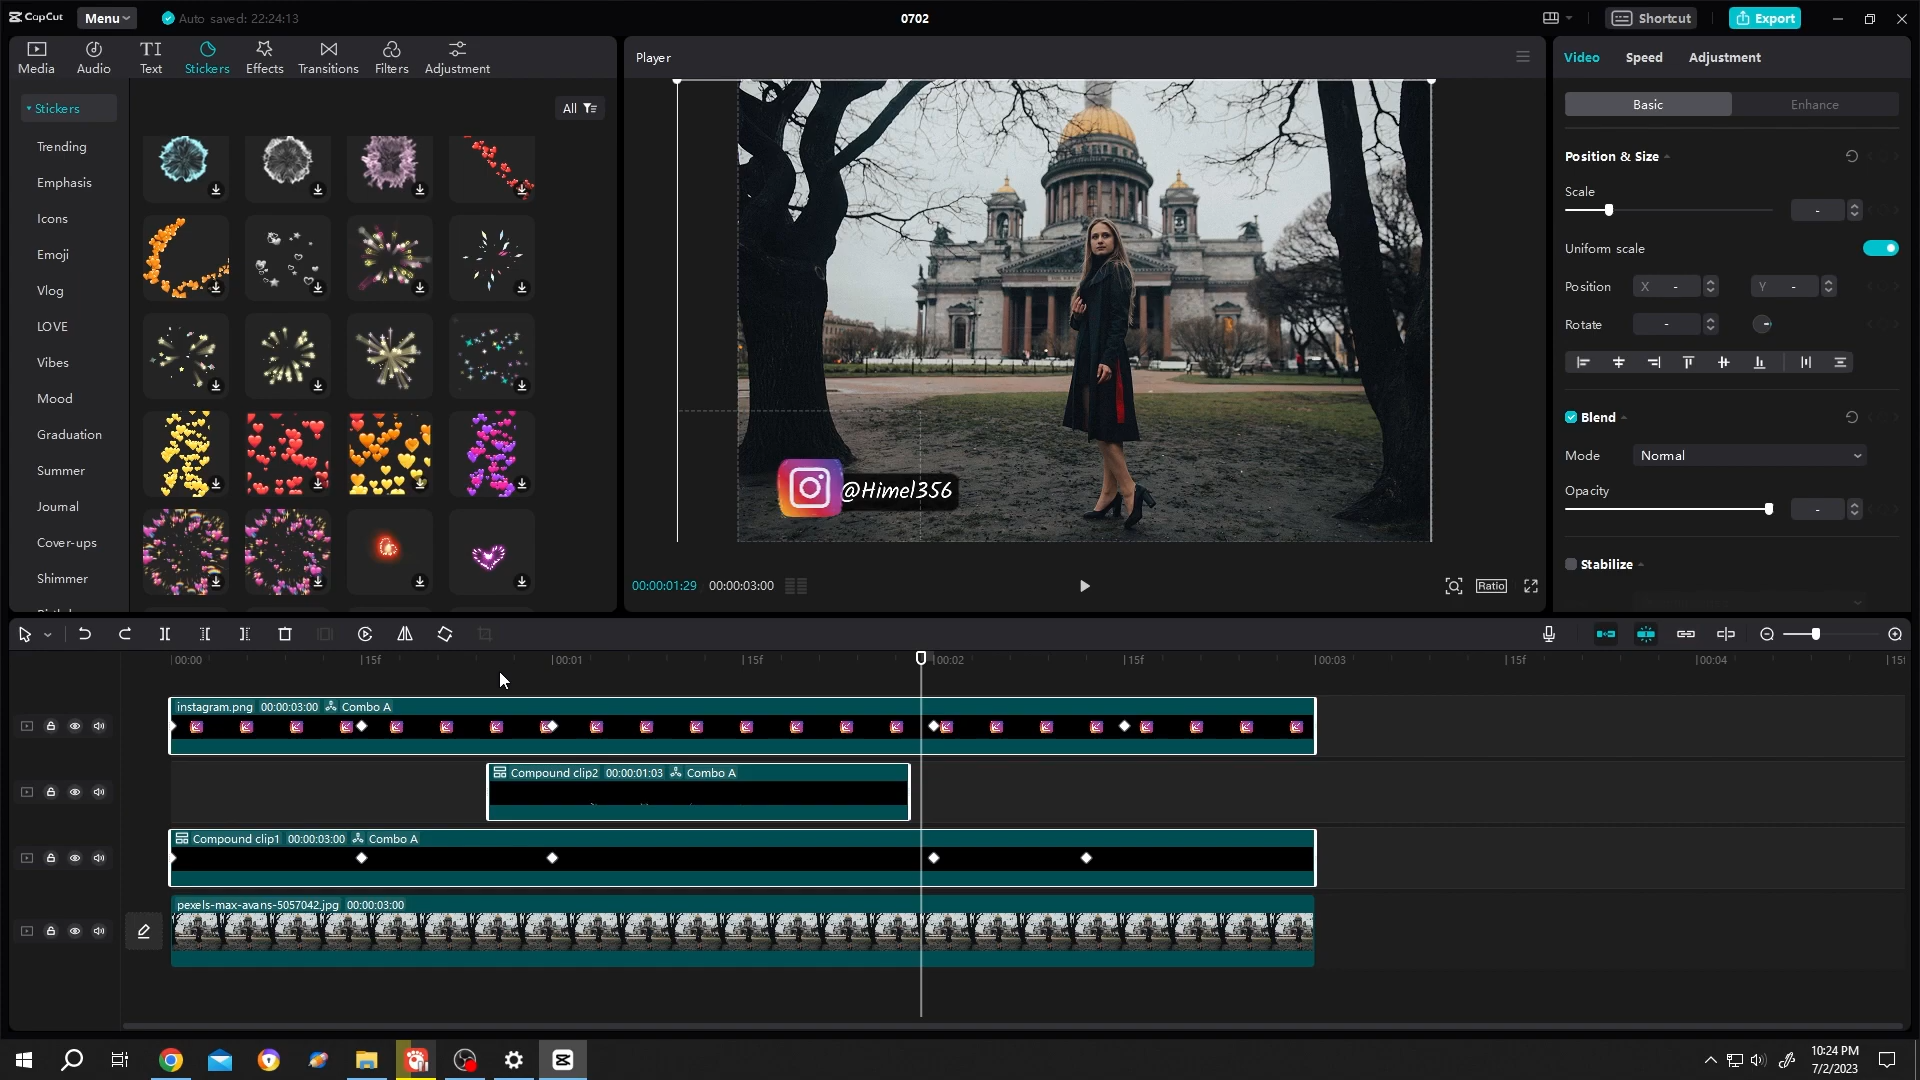 CapCut
Menu
Auto saved: 22:24:13
0702
Shortcut
Export
Media
Audio
TI
Text
Stickers
Effects
Transitions
Filters
Adjustment
Player
Video
Speed
Adjustment
Stickers
All
Basic
Enhance
Trending
Emphasis
Icons
Emoji
Vlog
LOVE
Vibes
Mood
Graduation
Summer
Journal
Cover-ups
Shimmer
Position & Size
Scale
-
Uniform scale
Position
X -
Y -
Rotate
-
Blend
Mode
Normal
Opacity
-
Stabilize
@Himel356
00:00:01:29
00:00:03:00
Ratio
00:00
15f
00:01
15f
00:02
15f
00:03
15f
00:04
15f
instagram.png 00:00:03:00 Combo A
Compound clip2 00:00:01:03 Combo A
Compound clip1 00:00:03:00 Combo A
pexels-max-avans-5057042.jpg 00:00:03:00
10:24 PM
7/2/2023